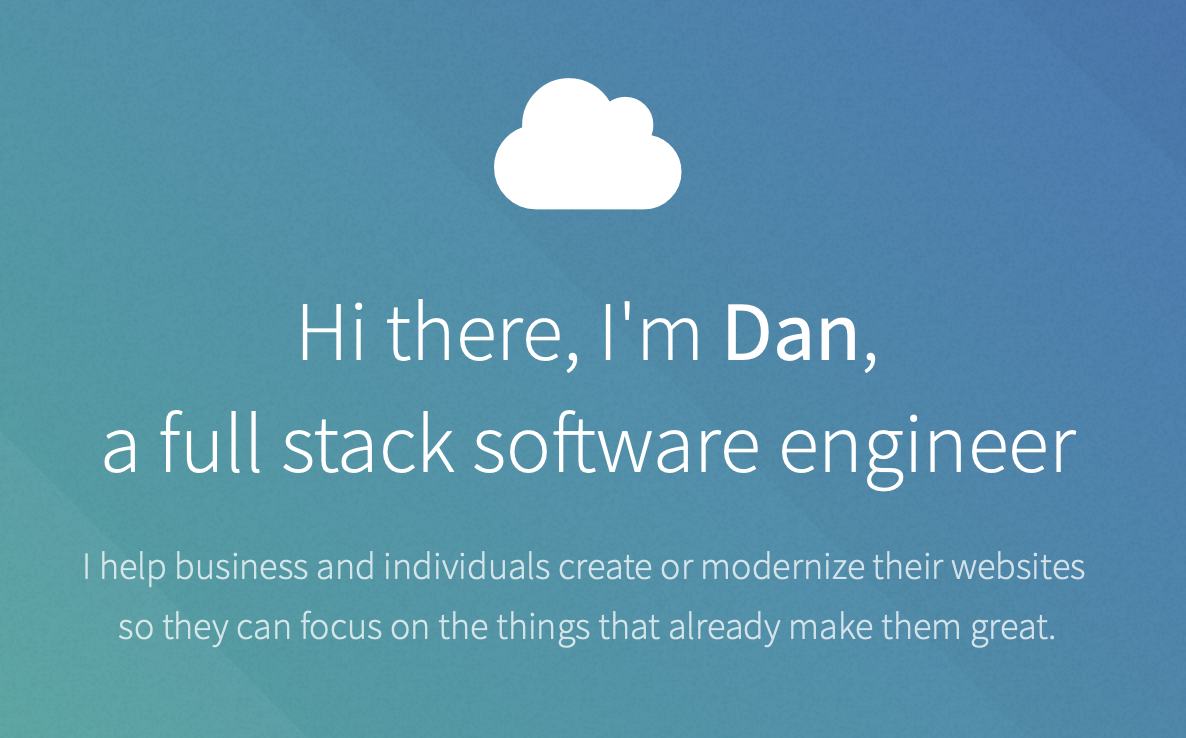 Hi there, I'm Dan,
a full stack software engineer
I help business and individuals create or modernize their websites
so they can focus on the things that already make them great.